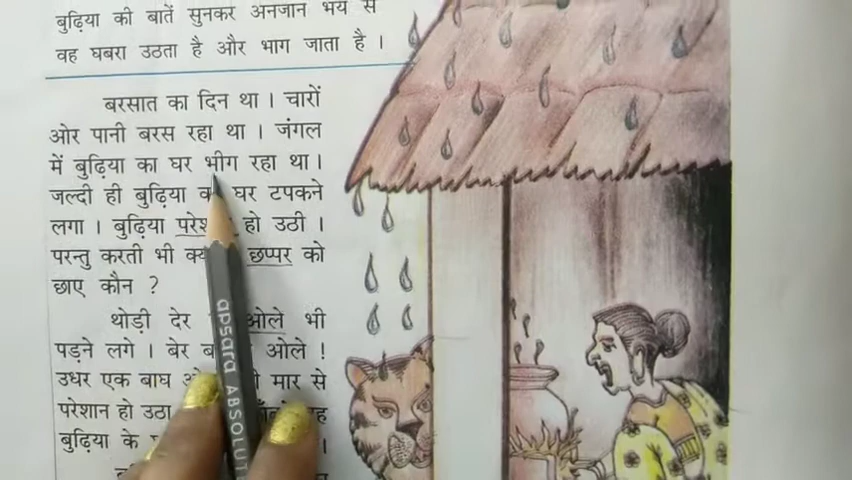 बुढ़िया की बातें सुनकर अनजान भय से
वह घबरा उठता है और भाग जाता है ।
बरसात का दिन था । चारों
ओर पानी बरस रहा था । जंगल
में बुढ़िया का घर भीग रहा था ।
जल्दी ही बुढ़िया घर टपकने
लगा । बुढ़िया हो उठी ।
परन्तु करती भी छप्पर को
छाए कौन ?
थोड़ी देर ओले भी
पड़ने लगे । ओले !
उधर एक बाघ मार से
परेशान हो उठा
बुढ़िया के
apsara ABSOLUT